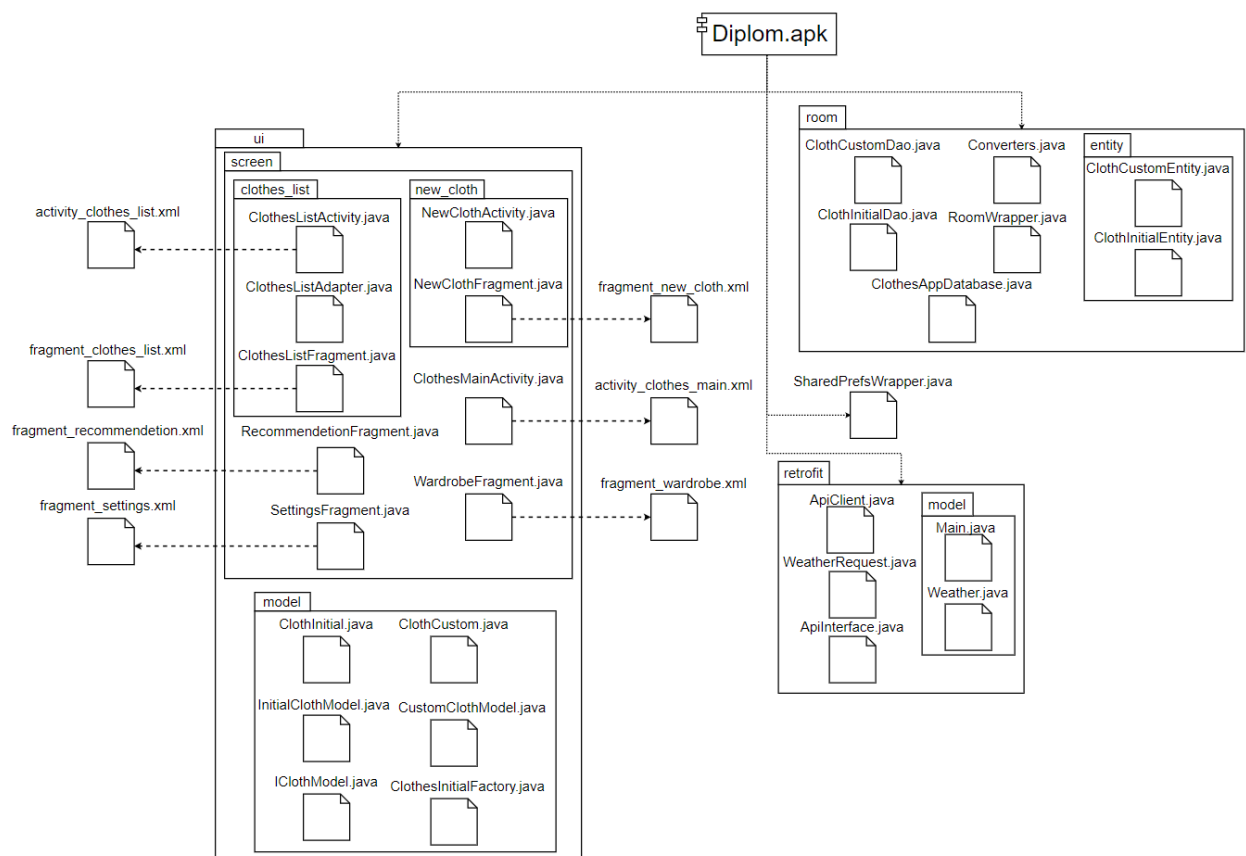 Diplom.apk
ui
screen
clothes_list
ClothesListActivity.java
activity_clothes_list.xml
ClothesListAdapter.java
ClothesListFragment.java
fragment_clothes_list.xml
new_cloth
NewClothActivity.java
NewClothFragment.java
fragment_new_cloth.xml
ClothesMainActivity.java
activity_clothes_main.xml
RecommendetionFragment.java
fragment_recommendetion.xml
WardrobeFragment.java
fragment_wardrobe.xml
SettingsFragment.java
fragment_settings.xml
model
ClothInitial.java
ClothCustom.java
InitialClothModel.java
CustomClothModel.java
IClothModel.java
ClothesInitialFactory.java
room
ClothCustomDao.java
Converters.java
ClothInitialDao.java
RoomWrapper.java
ClothesAppDatabase.java
entity
ClothCustomEntity.java
ClothInitialEntity.java
SharedPrefsWrapper.java
retrofit
ApiClient.java
WeatherRequest.java
ApiInterface.java
model
Main.java
Weather.java